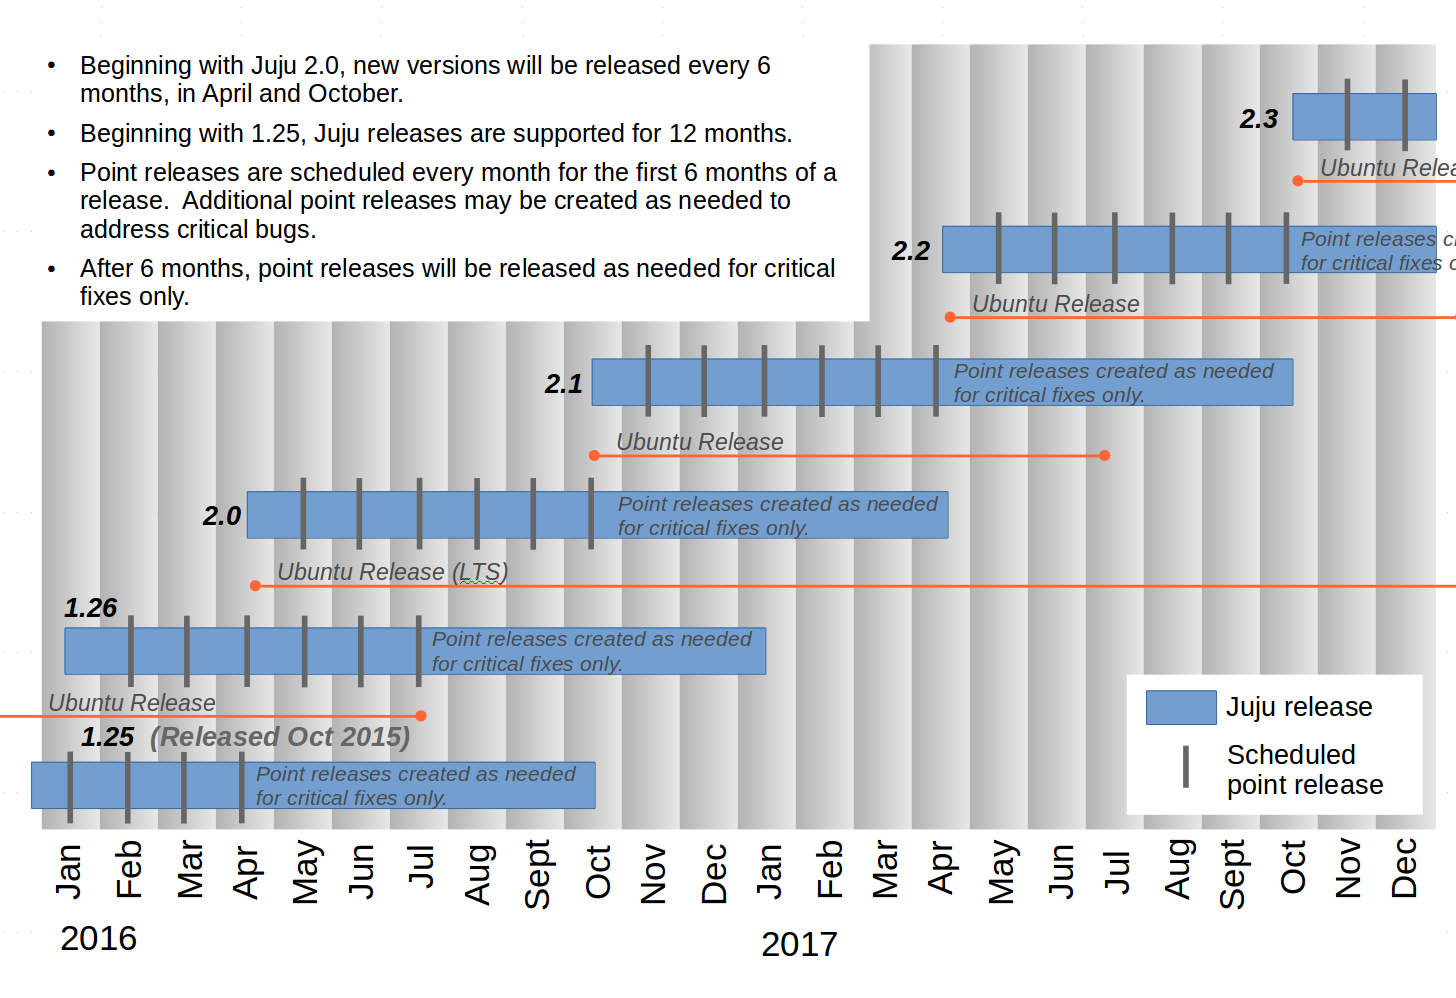 • Beginning with Juju 2.0, new versions will be released every 6
months, in April and October.
• Beginning with 1.25, Juju releases are supported for 12 months.
• Point releases are scheduled every month for the first 6 months of a
release.  Additional point releases may be created as needed to
address critical bugs.
• After 6 months, point releases will be released as needed for critical
fixes only.
2.3
Ubuntu Relea
2.2
Point releases c
for critical fixes o
Ubuntu Release
2.1
Point releases created as needed
for critical fixes only.
Ubuntu Release
2.0
Point releases created as needed
for critical fixes only.
Ubuntu Release (LTS)
1.26
Point releases created as needed
for critical fixes only.
Ubuntu Release
1.25 (Released Oct 2015)
Point releases created as needed
for critical fixes only.
Juju release
Scheduled
point release
Jan
Feb
Mar
Apr
May
Jun
Jul
Aug
Sept
Oct
Nov
Dec
Jan
Feb
Mar
Apr
May
Jun
Jul
Aug
Sept
Oct
Nov
Dec
2016
2017